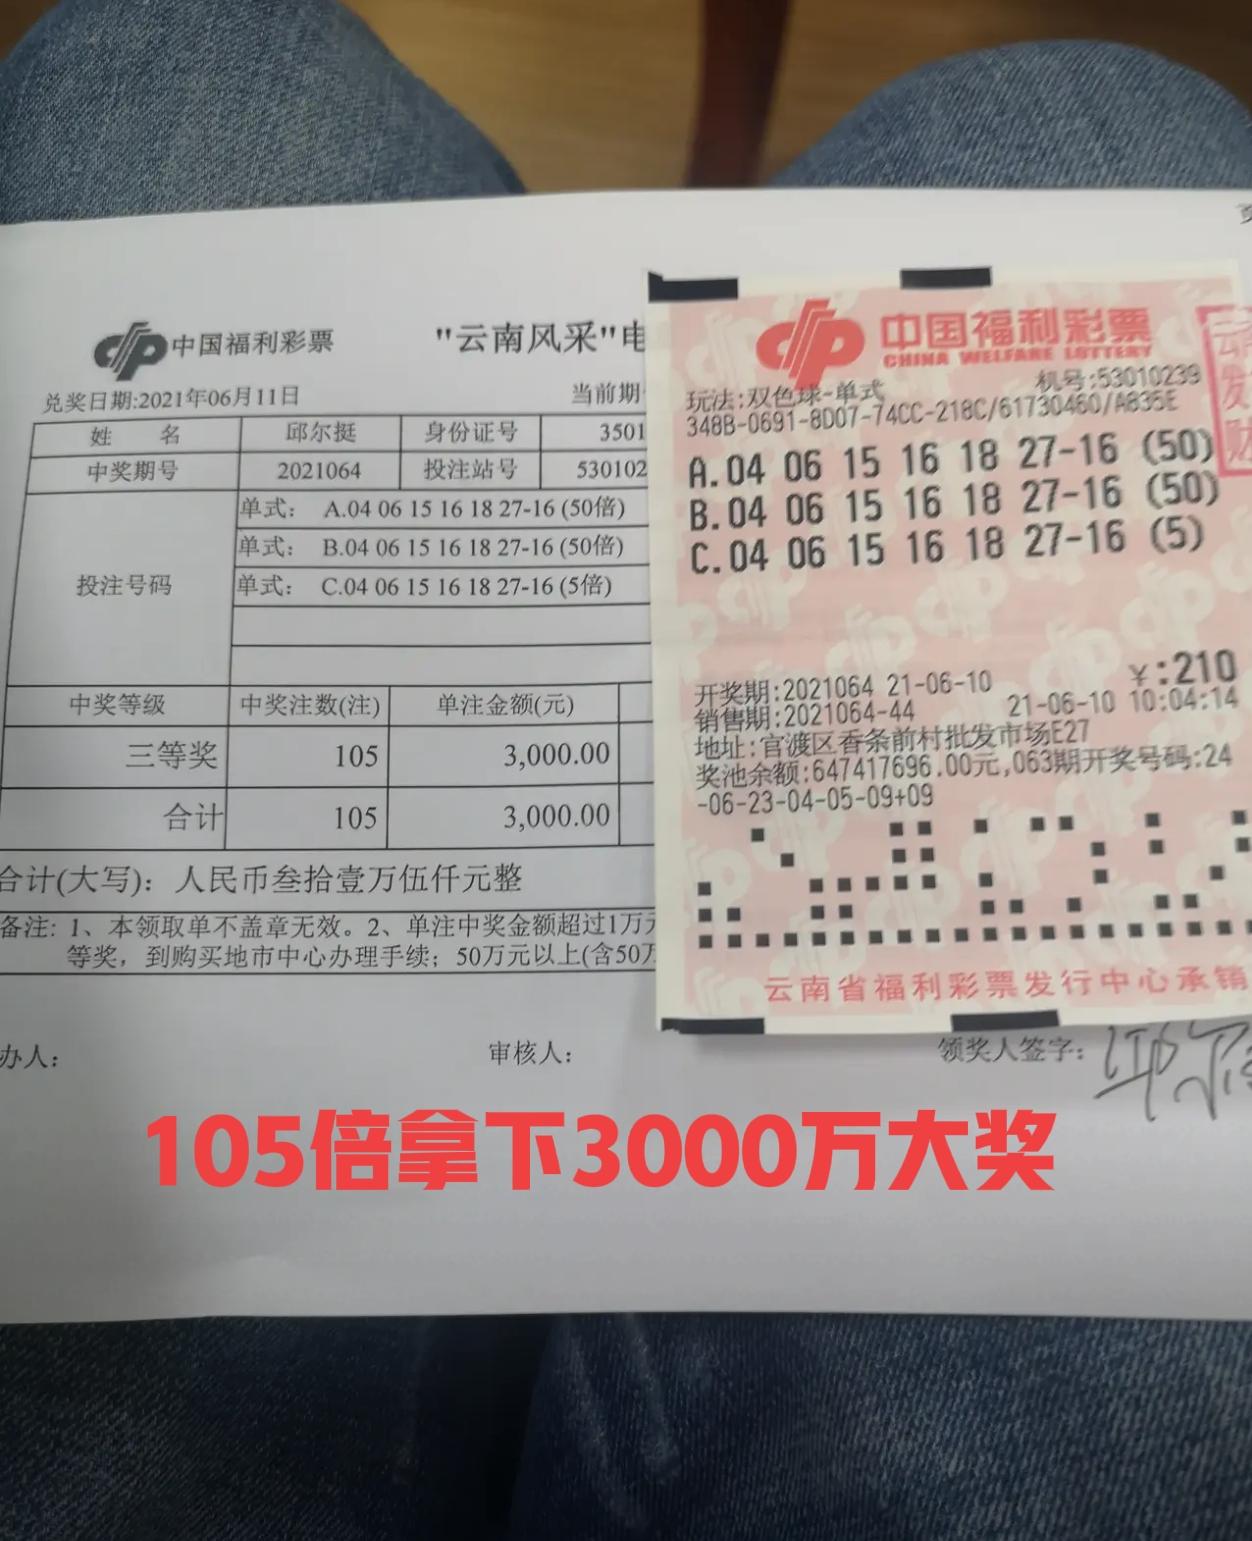 中国福利彩票
"云南风采"电
兑奖日期:2021年06月11日
当前期
姓 名 邱尔挺 身份证号 3501
中奖期号 2021064 投注站号 530102
投注号码
单式： A.04 06 15 16 18 27-16 (50倍)
单式： B.04 06 15 16 18 27-16 (50倍)
单式： C.04 06 15 16 18 27-16 (5倍)
中奖等级 中奖注数(注) 单注金额(元)
三等奖 105 3,000.00
合计 105 3,000.00
合计(大写)：人民币叁拾壹万伍仟元整
备注: 1、本领取单不盖章无效。2、单注中奖金额超过1万元
等奖，到购买地市中心办理手续；50万元以上(含50万
办人:
审核人:
领奖人签字:
中国福利彩票
CHINA WELFARE LOTTERY
玩法:双色球-单式
机号:53010239
348B-0691-8D07-74CC-218C/61730460/A835E
A.04 06 15 16 18 27-16 (50)
B.04 06 15 16 18 27-16 (50)
C.04 06 15 16 18 27-16 (5)
¥:210
开奖期:2021064 21-06-10
销售期:2021064-44 21-06-10 10:04:14
地址:官渡区香条前村批发市场E27
奖池余额:647417696.00元,063期开奖号码:24
-06-23-04-05-09+09
云南省福利彩票发行中心承销
发
财
105倍拿下3000万大奖